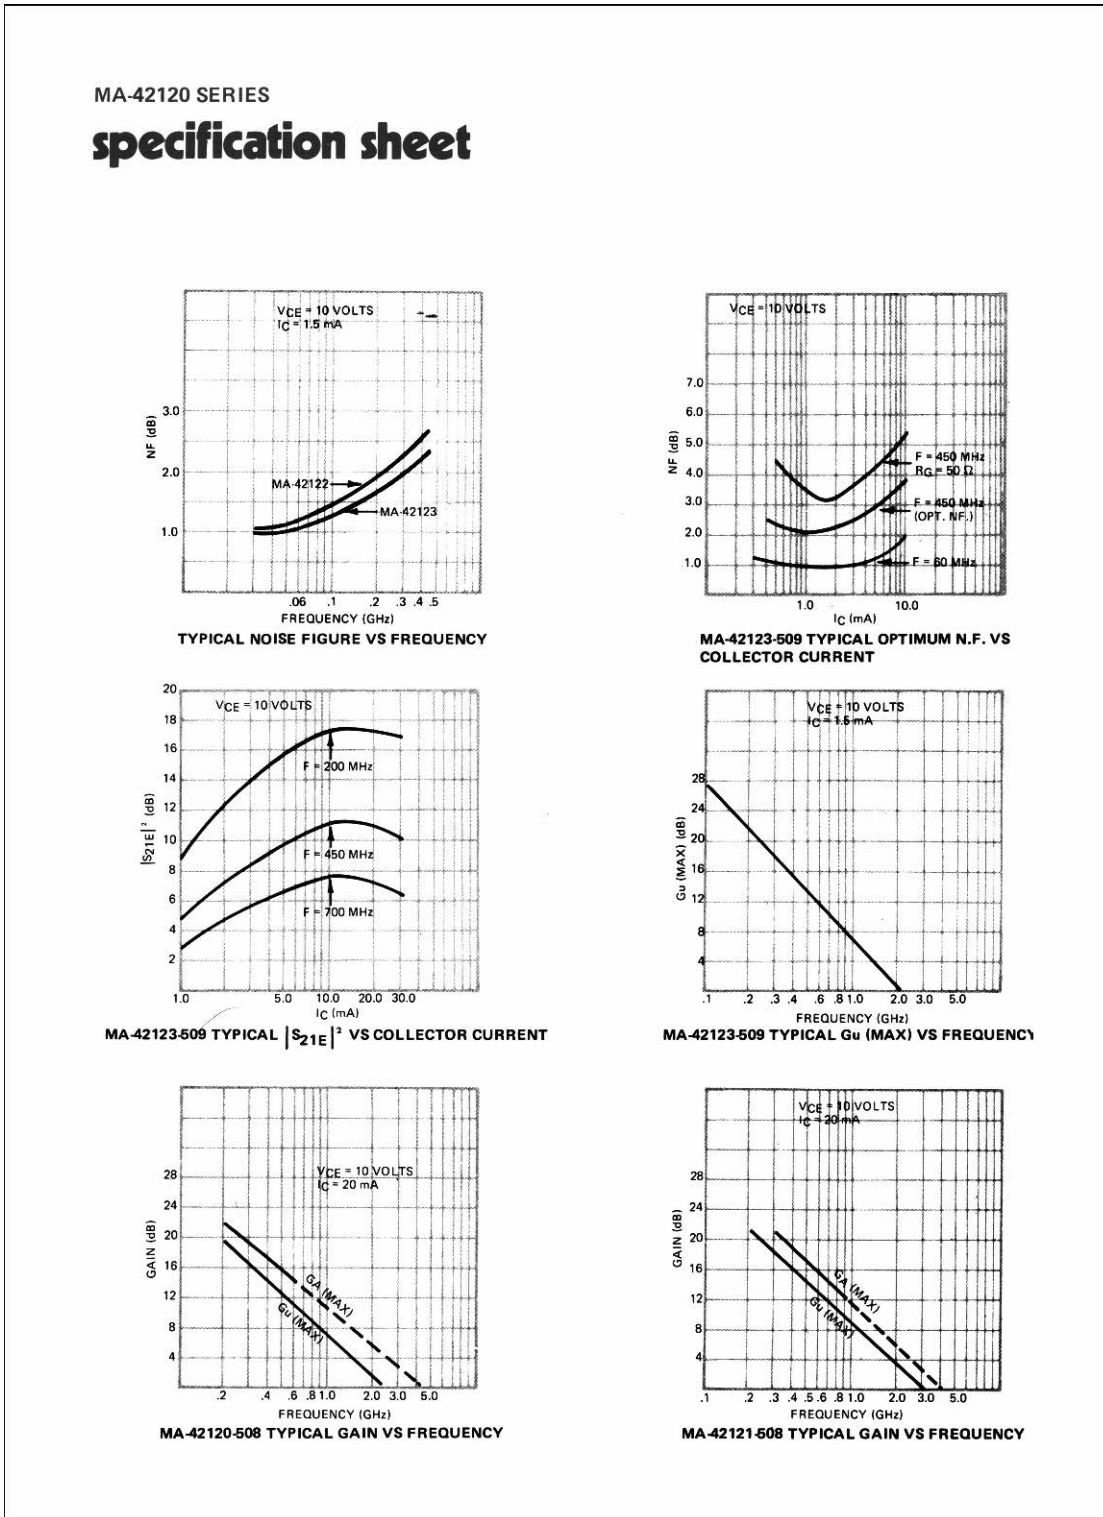 MA-42120 SERIES
specification sheet
VCE = 10 VOLTS
IC = 1.5 mA
NF (dB)
3.0
2.0
1.0
MA-42122
MA-42123
.06 .1 .2 .3 .4 .5
FREQUENCY (GHz)
TYPICAL NOISE FIGURE VS FREQUENCY
VCE = 10 VOLTS
NF (dB)
7.0
6.0
5.0
4.0
3.0
2.0
1.0
F = 450 MHz
RG = 50 Ω
F = 450 MHz
(OPT. NF.)
F = 60 MHz
1.0 10.0
IC (mA)
MA-42123-509 TYPICAL OPTIMUM N.F. VS
COLLECTOR CURRENT
VCE = 10 VOLTS
|S21E|² (dB)
20
18
16
14
12
10
8
6
4
2
F = 200 MHz
F = 450 MHz
F = 700 MHz
1.0 5.0 10.0 20.0 30.0
IC (mA)
MA-42123-509 TYPICAL |S21E|² VS COLLECTOR CURRENT
VCE = 10 VOLTS
IC = 1.5 mA
Gu (MAX) (dB)
28
24
20
16
12
8
4
.1 .2 .3 .4 .6 .8 1.0 2.0 3.0 5.0
FREQUENCY (GHz)
MA-42123-509 TYPICAL Gu (MAX) VS FREQUENCY
VCE = 10 VOLTS
IC = 20 mA
GAIN (dB)
28
24
20
16
12
8
4
GA (MAX)
Gu (MAX)
.2 .4 .6 .8 1.0 2.0 3.0 5.0
FREQUENCY (GHz)
MA-42120-508 TYPICAL GAIN VS FREQUENCY
VCE = 10 VOLTS
IC = 20 mA
GAIN (dB)
28
24
20
16
12
8
4
GA (MAX)
Gu (MAX)
.1 .2 .3 .4 .5 .6 .8 1.0 2.0 3.0 5.0
FREQUENCY (GHz)
MA-42121-508 TYPICAL GAIN VS FREQUENCY